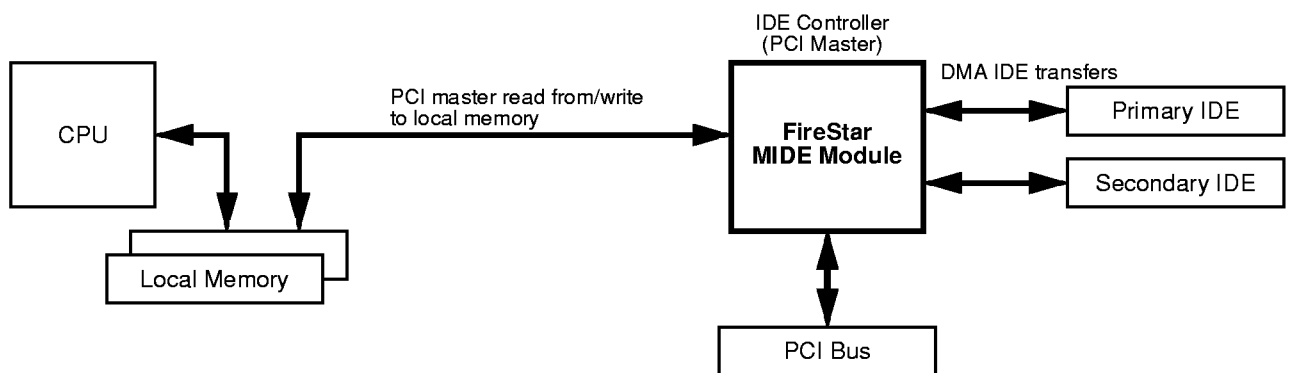 IDE Controller
(PCI Master)
DMA IDE transfers
CPU
PCI master read from/write
to local memory
FireStar
MIDE Module
Primary IDE
Secondary IDE
Local Memory
PCI Bus